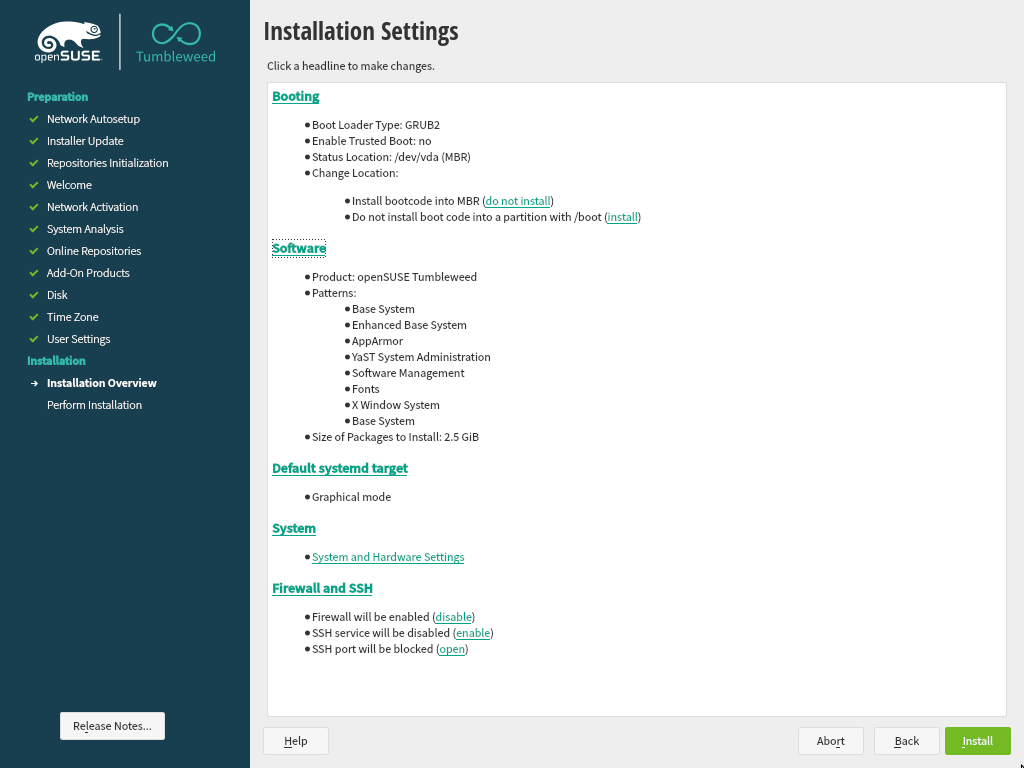 openSUSE
Tumbleweed
Preparation
Network Autosetup
Installer Update
Repositories Initialization
Welcome
Network Activation
System Analysis
Online Repositories
Add-On Products
Disk
Time Zone
User Settings
Installation
Installation Overview
Perform Installation
Release Notes...
Installation Settings
Click a headline to make changes.
Booting
Boot Loader Type: GRUB2
Enable Trusted Boot: no
Status Location: /dev/vda (MBR)
Change Location:
Install bootcode into MBR (do not install)
Do not install boot code into a partition with /boot (install)
Software
Product: openSUSE Tumbleweed
Patterns:
Base System
Enhanced Base System
AppArmor
YaST System Administration
Software Management
Fonts
X Window System
Base System
Size of Packages to Install: 2.5 GiB
Default systemd target
Graphical mode
System
System and Hardware Settings
Firewall and SSH
Firewall will be enabled (disable)
SSH service will be disabled (enable)
SSH port will be blocked (open)
Help
Abort
Back
Install